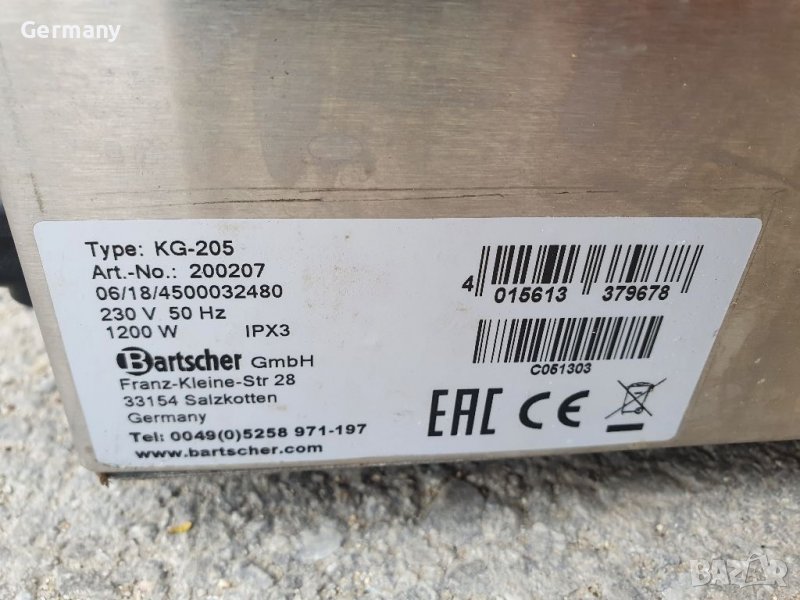 Germany
Type: KG-205
Art.-No.: 200207
06/18/4500032480
230 V 50 Hz
1200 W IPX3
Bartscher GmbH
Franz-Kleine-Str 28
33154 Salzkotten
Germany
Tel: 0049(0)5258 971-197
www.bartscher.com
4 015613 379678
C051303
EAC CE
BAZAR